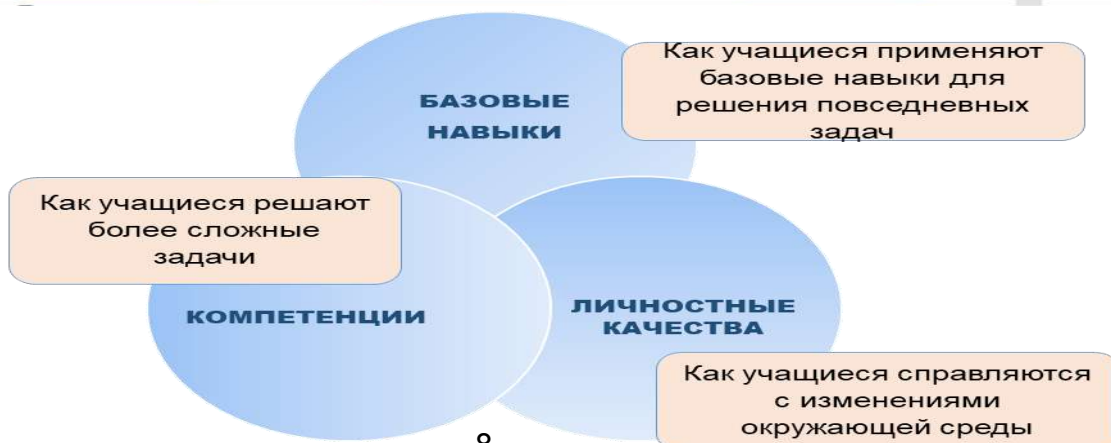 БАЗОВЫЕ
НАВЫКИ
Как учащиеся применяют
базовые навыки для
решения повседневных
задач
Как учащиеся решают
более сложные
задачи
КОМПЕТЕНЦИИ
ЛИЧНОСТНЫЕ
КАЧЕСТВА
Как учащиеся справляются
с изменениями
окружающей среды